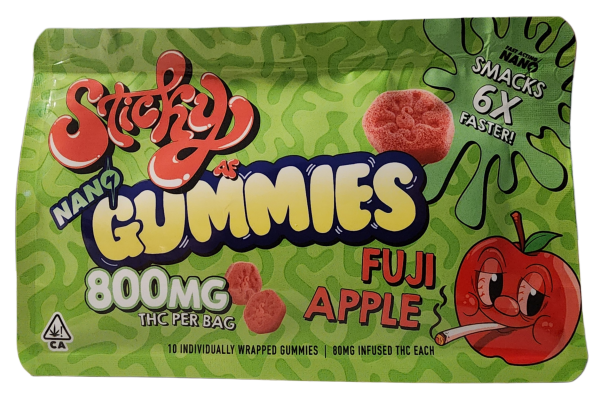 Sticky
AF
NANO
GUMMIES
FAST ACTING
NANO
SMACKS
6X
FASTER!
800MG
THC PER BAG
FUJI
APPLE
CA
10 INDIVIDUALLY WRAPPED GUMMIES | 80MG INFUSED THC EACH